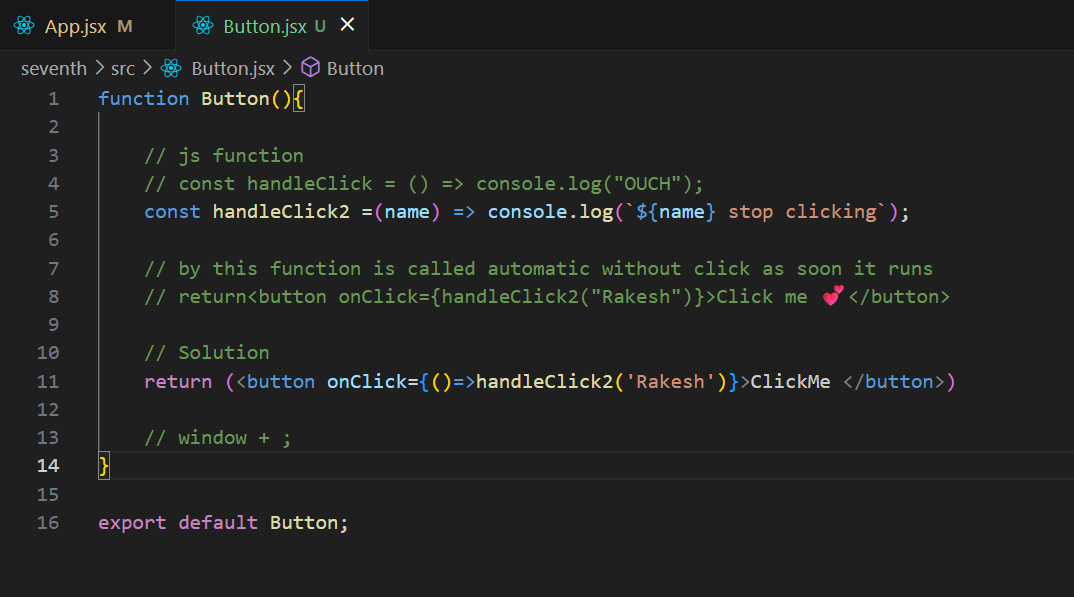 App.jsx M Button.jsx U ×
seventh > src > Button.jsx > Button
1 function Button(){
2
3 // js function
4 // const handleClick = () => console.log("OUCH");
5 const handleClick2 =(name) => console.log(`${name} stop clicking`);
6
7 // by this function is called automatic without click as soon it runs
8 // return<button onClick={handleClick2("Rakesh")}>Click me 💕</button>
9
10 // Solution
11 return (<button onClick={()=>handleClick2('Rakesh')}>ClickMe </button>)
12
13 // window + ;
14 }
15
16 export default Button;